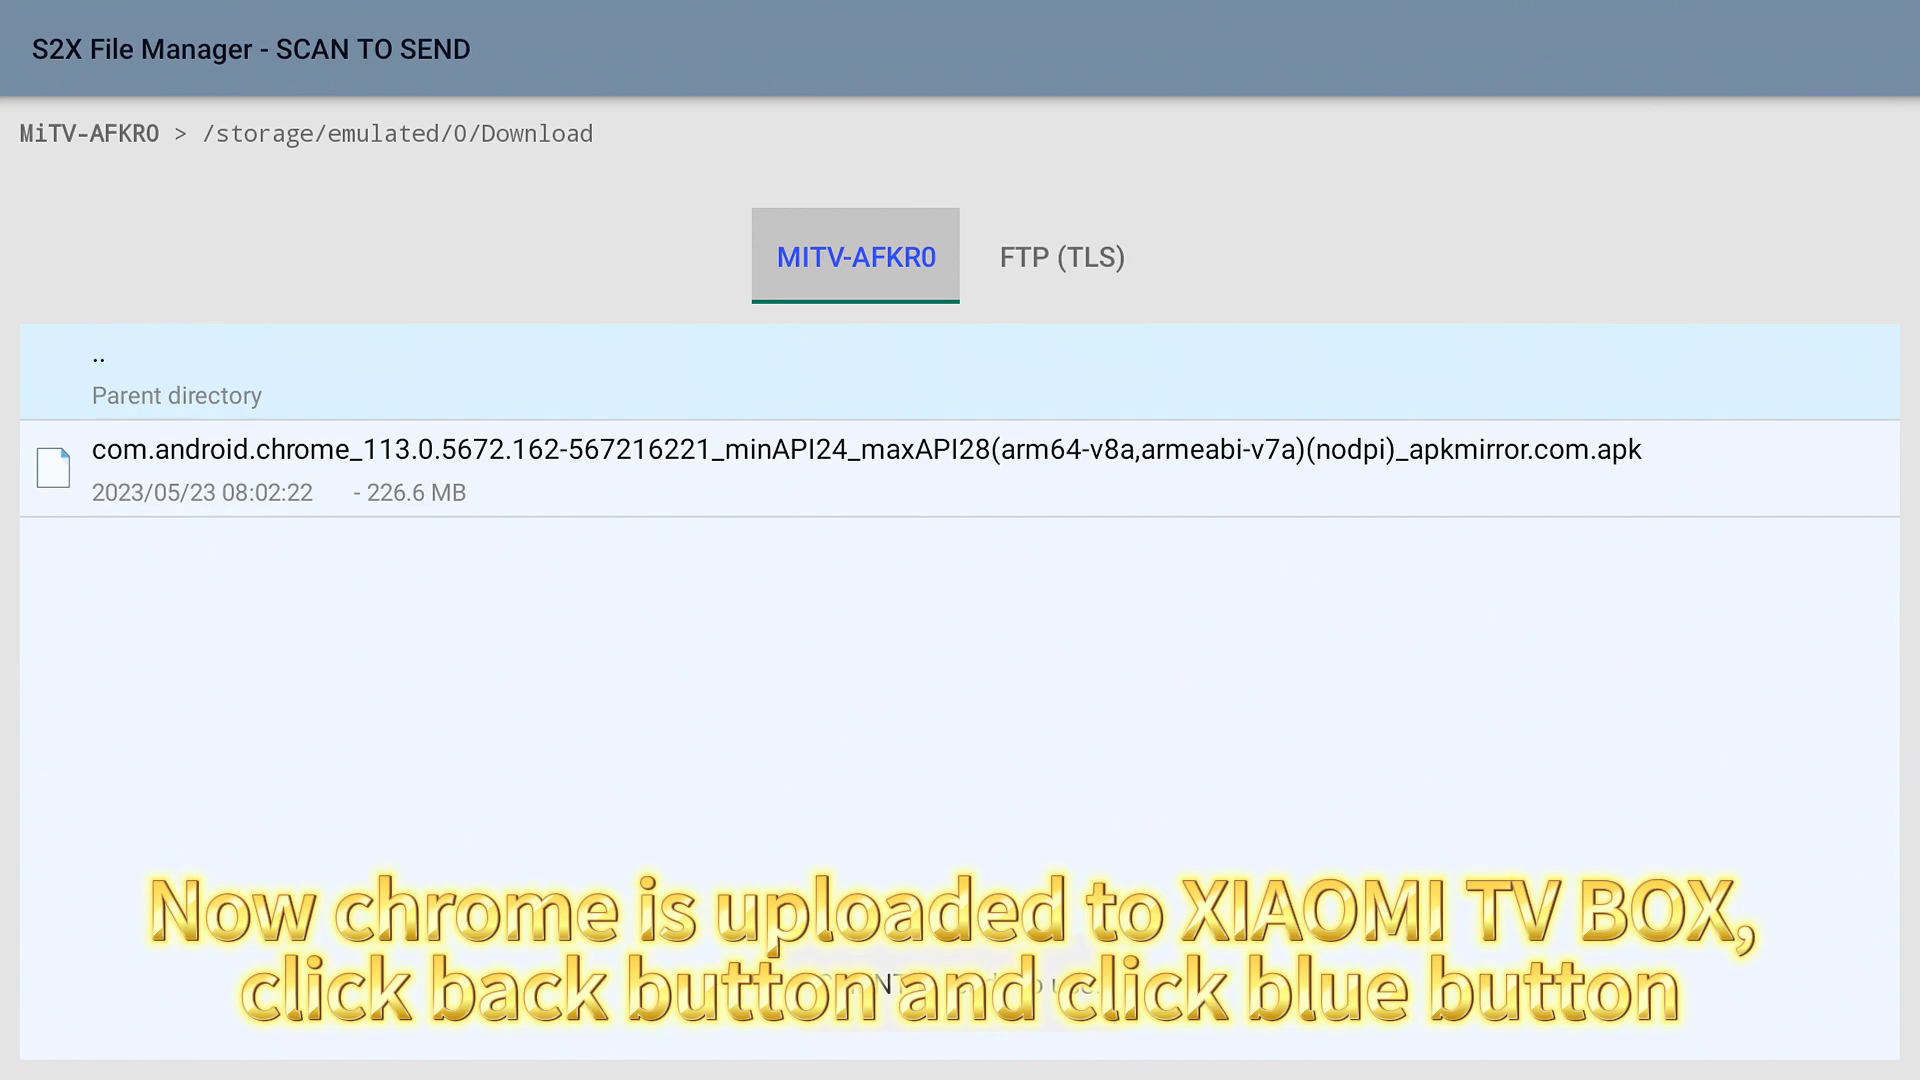 S2X File Manager - SCAN TO SEND
MiTV-AFKR0 > /storage/emulated/0/Download
MITV-AFKR0 FTP (TLS)
..
Parent directory
com.android.chrome_113.0.5672.162-567216221_minAPI24_maxAPI28(arm64-v8a,armeabi-v7a)(nodpi)_apkmirror.com.apk
2023/05/23 08:02:22 - 226.6 MB
Now chrome is uploaded to XIAOMI TV BOX,
click back button and click blue button